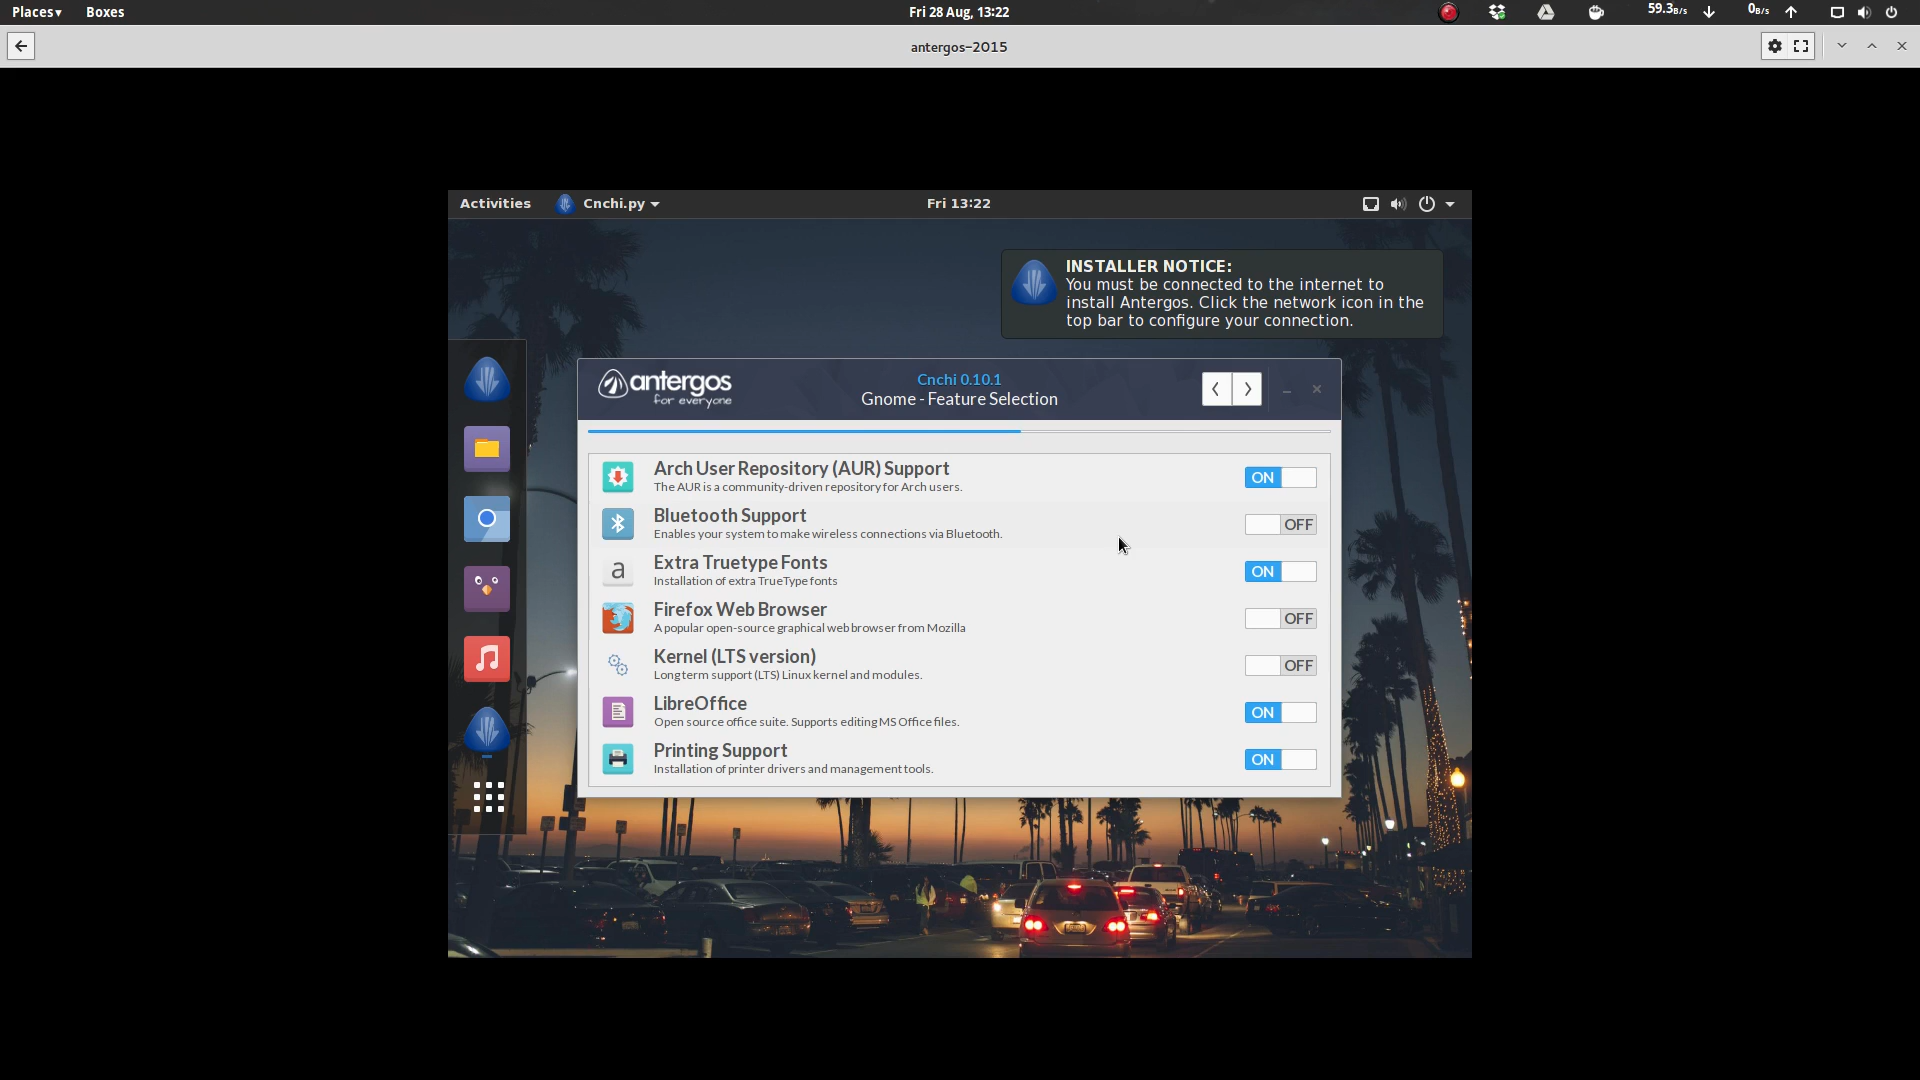 Places▾ Boxes Fri 28 Aug, 13:22 59.3B/s 0B/s
antergos-2015
Activities Cnchi.py Fri 13:22
INSTALLER NOTICE:
You must be connected to the internet to
install Antergos. Click the network icon in the
top bar to configure your connection.
antergos
for everyone
Cnchi 0.10.1
Gnome - Feature Selection
Arch User Repository (AUR) Support
The AUR is a community-driven repository for Arch users.
ON
Bluetooth Support
Enables your system to make wireless connections via Bluetooth.
OFF
a
Extra Truetype Fonts
Installation of extra TrueType fonts
ON
Firefox Web Browser
A popular open-source graphical web browser from Mozilla
OFF
Kernel (LTS version)
Long term support (LTS) Linux kernel and modules.
OFF
LibreOffice
Open source office suite. Supports editing MS Office files.
ON
Printing Support
Installation of printer drivers and management tools.
ON